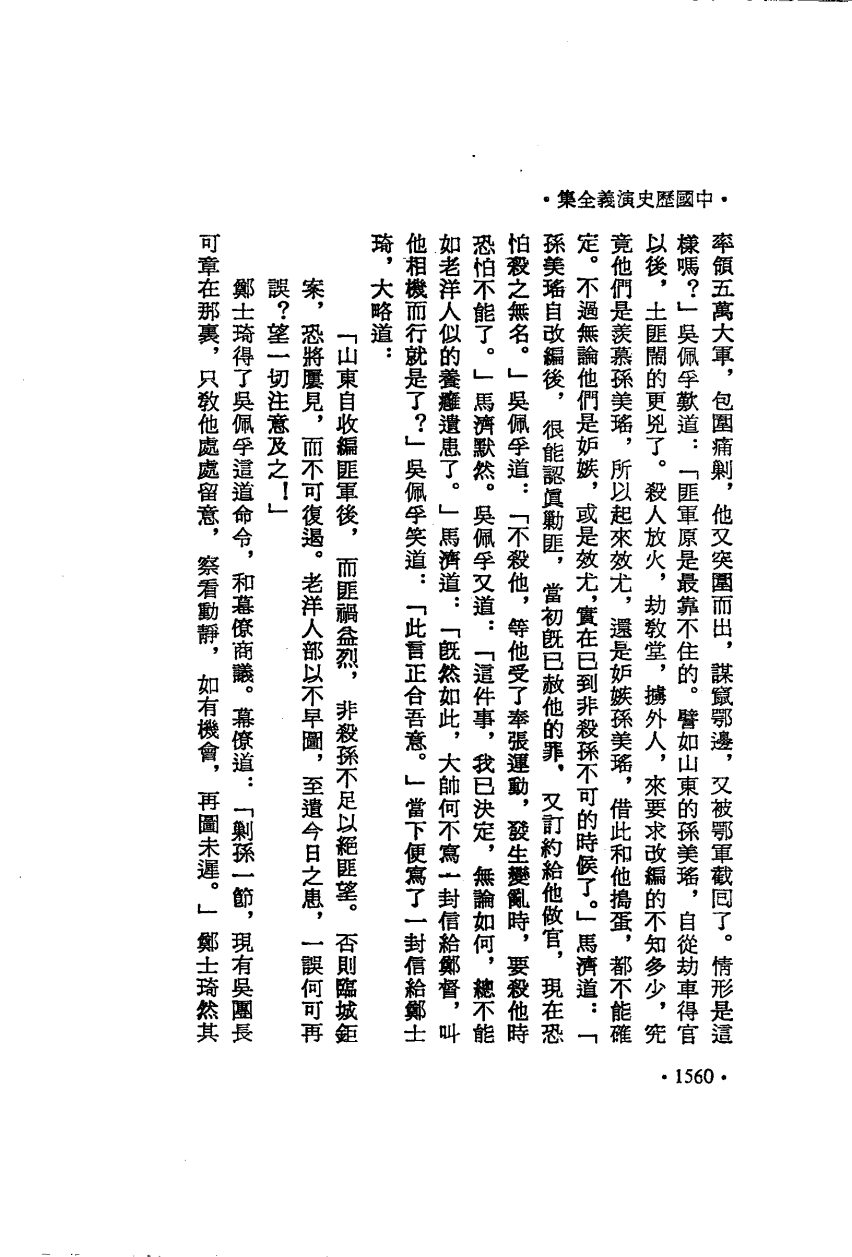 •中國歷史演義全集•
率領五萬大軍，包圍痛剿，他又突圍而出，謀竄鄂邊，又被鄂軍截囘了。情形是這
樣嗎？」吳佩孚歎道：「匪軍原是最靠不住的。譬如山東的孫美瑤，自從劫車得官
以後，土匪鬧的更兇了。殺人放火，劫教堂，擄外人，來要求改編的不知多少，究
竟他們是羨慕孫美瑤，所以起來效尤，還是妒嫉孫美瑤，借此和他搗蛋，都不能確
定。不過無論他們是妒嫉，或是效尤，實在已到非殺孫不可的時候了。」馬濟道：「
孫美瑤自改編後，很能認眞勦匪，當初旣已赦他的罪，又訂約給他做官，現在恐
怕殺之無名。」吳佩孚道：「不殺他，等他受了奉張運動，發生變亂時，要殺他時
恐怕不能了。」馬濟默然。吳佩孚又道：「這件事，我已決定，無論如何，總不能
如老洋人似的養癰遺患了。」馬濟道：「旣然如此，大帥何不寫一封信給鄭督，叫
他相機而行就是了？」吳佩孚笑道：「此言正合吾意。」當下便寫了一封信給鄭士
琦，大略道：
「山東自收編匪軍後，而匪禍益烈，非殺孫不足以絕匪望。否則臨城鉅
案，恐將屢見，而不可復遏。老洋人部以不早圖，至遺今日之患，一誤何可再
誤？望一切注意及之！」
鄭士琦得了吳佩孚這道命令，和幕僚商議。幕僚道：「剿孫一節，現有吳團長
可章在那裏，只敎他處處留意，察看動靜，如有機會，再圖未遲。」鄭士琦然其
•1560•